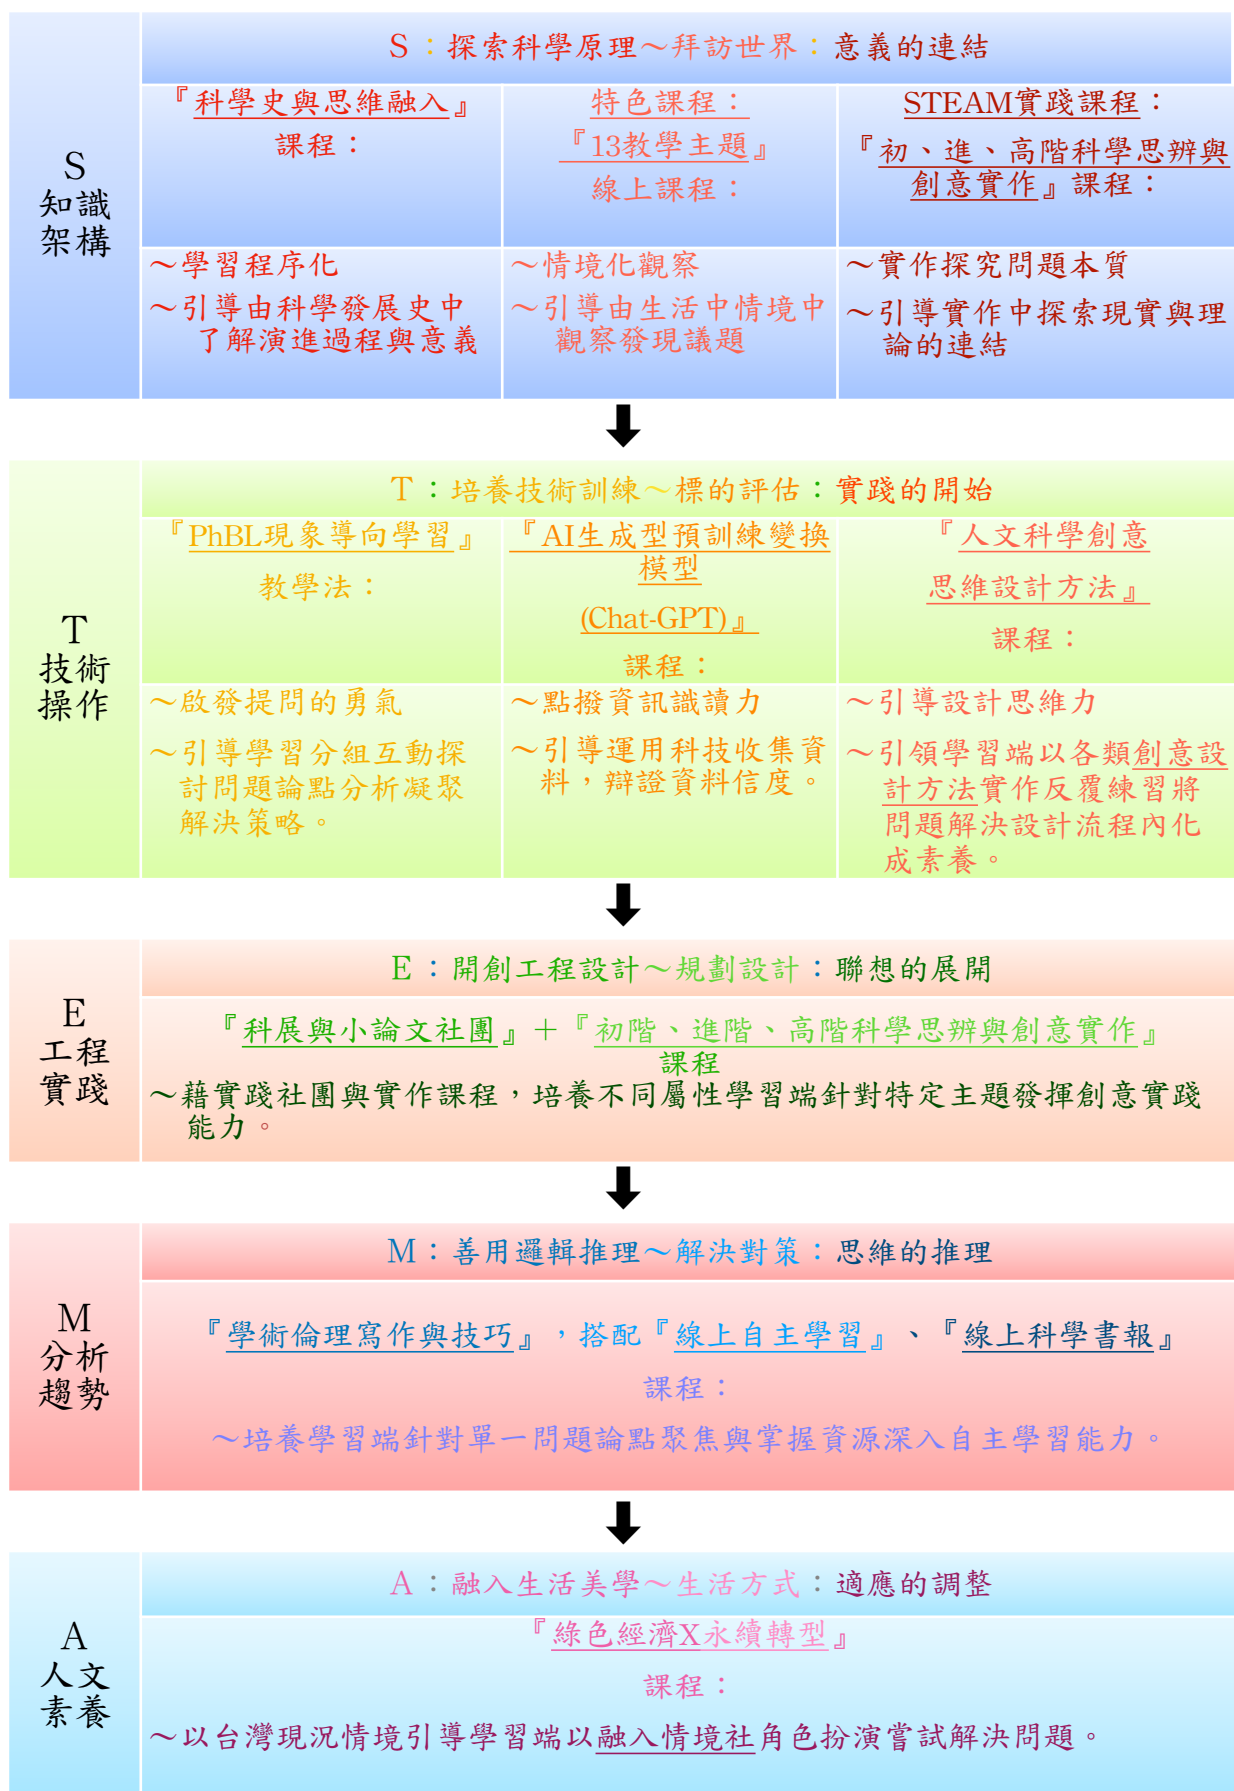 S
知識
架構
S：探索科學原理～拜訪世界：意義的連結
『科學史與思維融入』
課程：
特色課程：
『13教學主題』
線上課程：
STEAM實踐課程：
『初、進、高階科學思辨與
創意實作』課程：
～學習程序化
～引導由科學發展史中
了解演進過程與意義
～情境化觀察
～引導由生活中情境中
觀察發現議題
～實作探究問題本質
～引導實作中探索現實與理
論的連結
T
技術
操作
T：培養技術訓練～標的評估：實踐的開始
『PhBL現象導向學習』
教學法：
『AI生成型預訓練變換
模型
(Chat-GPT)』
課程：
『人文科學創意
思維設計方法』
課程：
～啟發提問的勇氣
～引導學習分組互動探
討問題論點分析凝聚
解決策略。
～點撥資訊識讀力
～引導運用科技收集資
料，辯證資料信度。
～引導設計思維力
～引領學習端以各類創意設
計方法實作反覆練習將
問題解決設計流程內化
成素養。
E
工程
實踐
E：開創工程設計～規劃設計：聯想的展開
『科展與小論文社團』＋『初階、進階、高階科學思辨與創意實作』
課程
～藉實踐社團與實作課程，培養不同屬性學習端針對特定主題發揮創意實踐
能力。
M
分析
趨勢
M：善用邏輯推理～解決對策：思維的推理
『學術倫理寫作與技巧』，搭配『線上自主學習』、『線上科學書報』
課程：
～培養學習端針對單一問題論點聚焦與掌握資源深入自主學習能力。
A
人文
素養
A：融入生活美學～生活方式：適應的調整
『綠色經濟X永續轉型』
課程：
～以台灣現況情境引導學習端以融入情境社角色扮演嘗試解決問題。